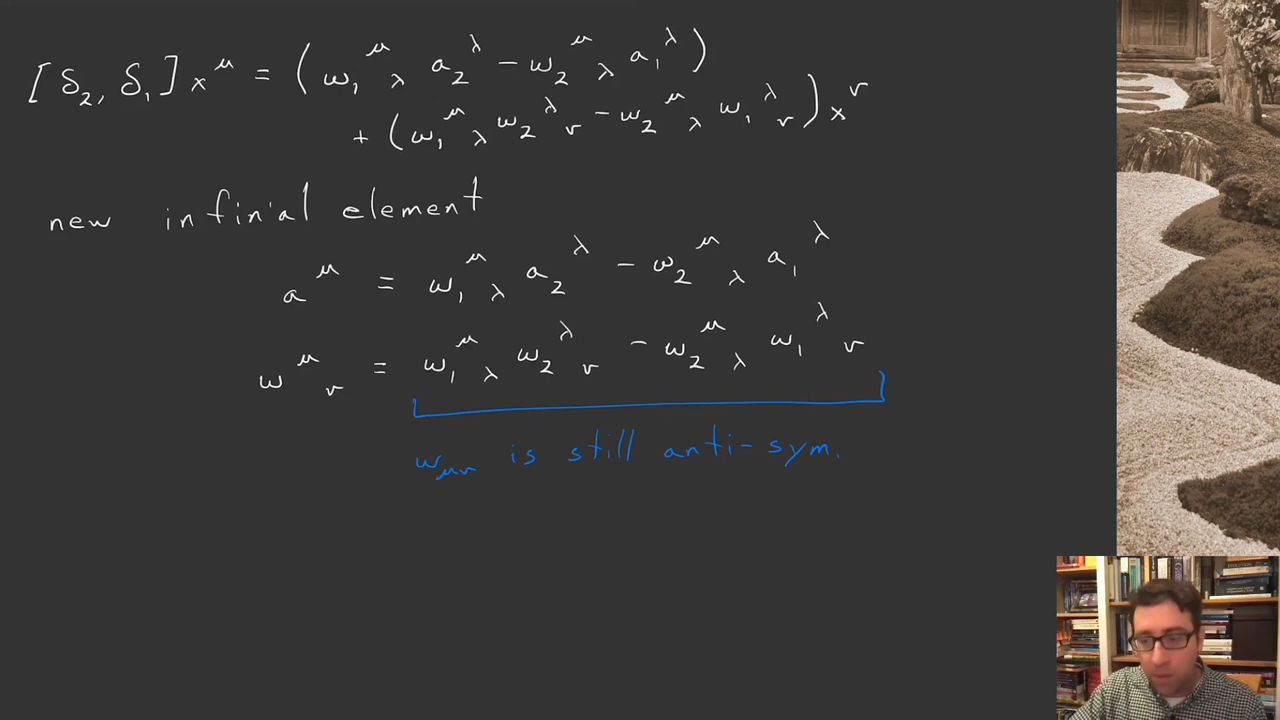 [δ₂, δ₁] x^μ = (ω₁^μ_λ a₂^λ − ω₂^μ_λ a₁^λ)
+ (ω₁^μ_λ ω₂^λ_ν − ω₂^μ_λ ω₁^λ_ν) x^ν
new infin'al element
a^μ = ω₁^μ_λ a₂^λ − ω₂^μ_λ a₁^λ
ω^μ_ν = ω₁^μ_λ ω₂^λ_ν − ω₂^μ_λ ω₁^λ_ν
ω_μν is still anti-sym.